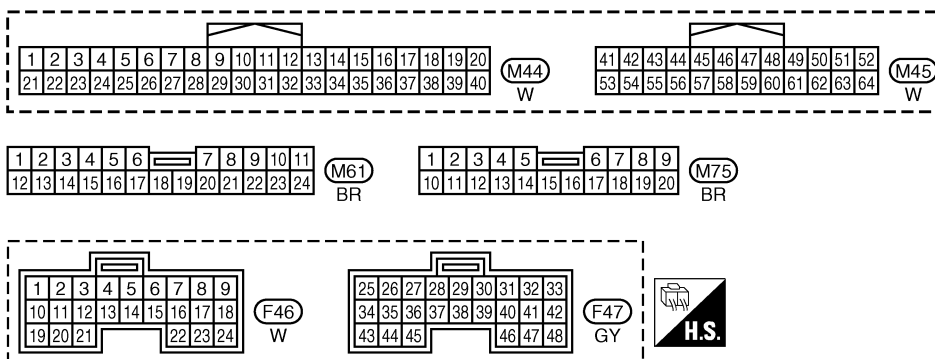 1 2 3 4 5 6 7 8 9 10 11 12 13 14 15 16 17 18 19 20
21 22 23 24 25 26 27 28 29 30 31 32 33 34 35 36 37 38 39 40
M44
W
41 42 43 44 45 46 47 48 49 50 51 52
53 54 55 56 57 58 59 60 61 62 63 64
M45
W
1 2 3 4 5 6 7 8 9 10 11
12 13 14 15 16 17 18 19 20 21 22 23 24
M61
BR
1 2 3 4 5 6 7 8 9
10 11 12 13 14 15 16 17 18 19 20
M75
BR
1 2 3 4 5 6 7 8 9
10 11 12 13 14 15 16 17 18
19 20 21 22 23 24
F46
W
25 26 27 28 29 30 31 32 33
34 35 36 37 38 39 40 41 42
43 44 45 46 47 48
F47
GY
H.S.